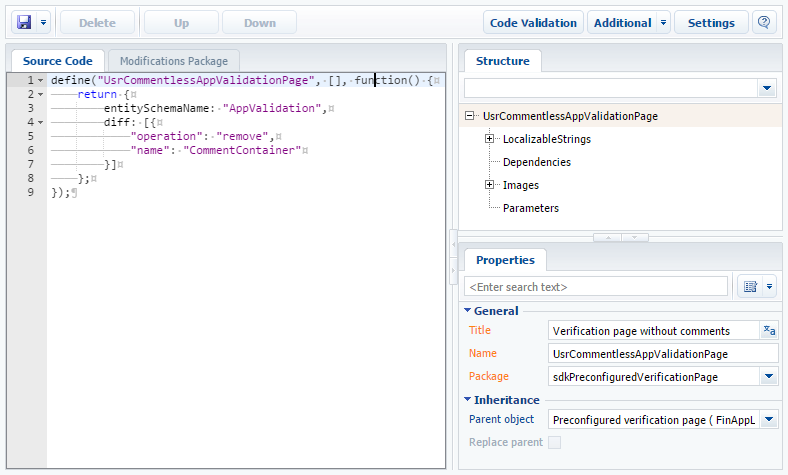 Delete
Up
Down
Code Validation
Additional
Settings
Source Code
Modifications Package
1 define("UsrCommentlessAppValidationPage", [], function() {
2 return {
3 entitySchemaName: "AppValidation",
4 diff: [{
5 "operation": "remove",
6 "name": "CommentContainer"
7 }]
8 };
9 });
Structure
UsrCommentlessAppValidationPage
LocalizableStrings
Dependencies
Images
Parameters
Properties
<Enter search text>
General
Title Verification page without comments
Name UsrCommentlessAppValidationPage
Package sdkPreconfiguredVerificationPage
Inheritance
Parent object Preconfigured verification page ( FinAppL
Replace parent